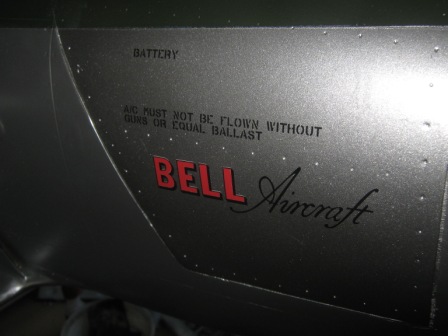 BATTERY
A/C MUST NOT BE FLOWN WITHOUT
GUNS OR EQUAL BALLAST
BELL Aircraft